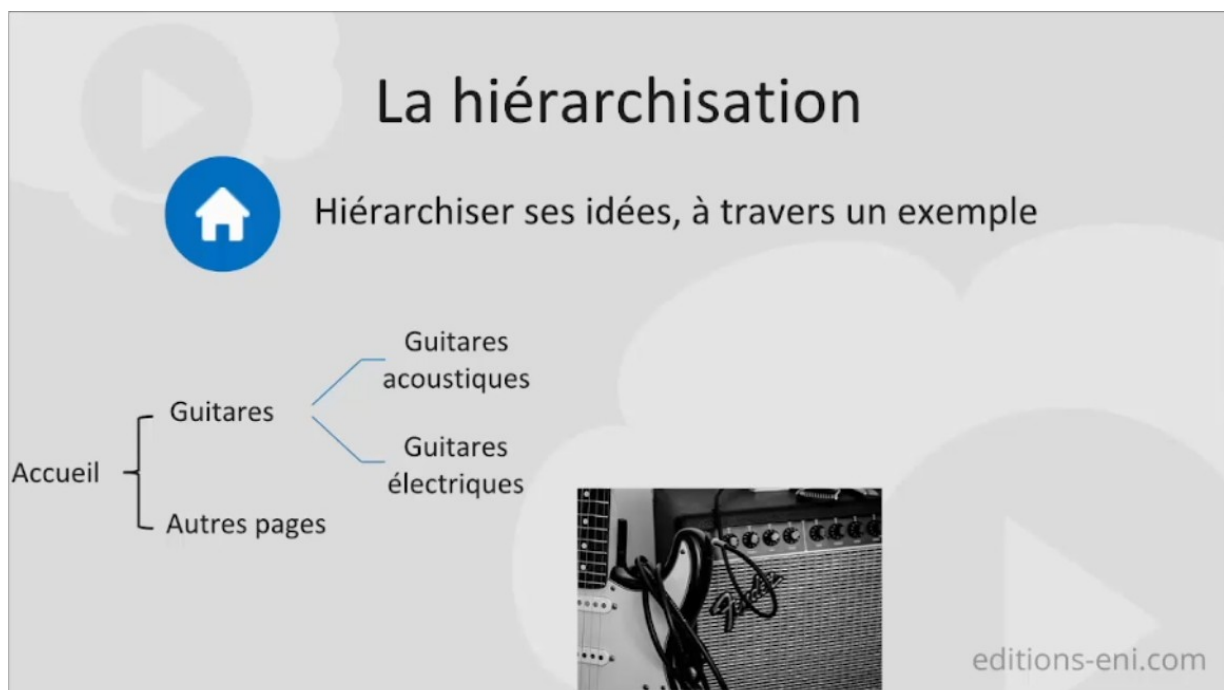 La hiérarchisation
Hiérarchiser ses idées, à travers un exemple
Accueil
Guitares
Autres pages
Guitares
acoustiques
Guitares
électriques
Fender
editions-eni.com